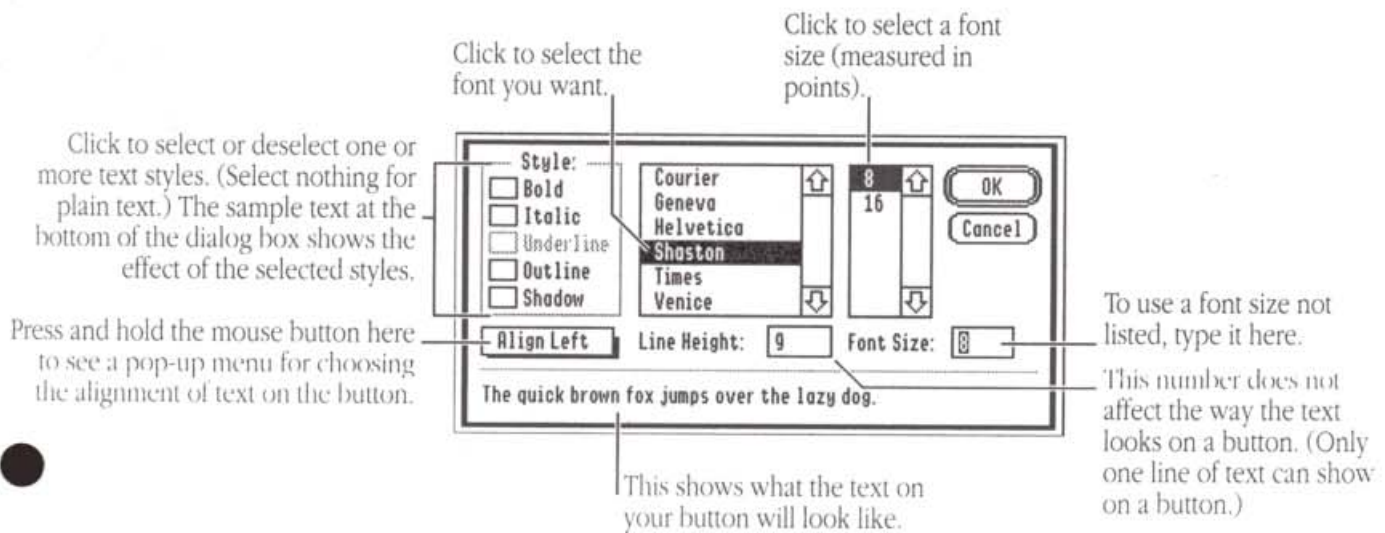 Click to select a font
size (measured in
points).
Click to select the
font you want.
Click to select or deselect one or
more text styles. (Select nothing for
plain text.) The sample text at the
bottom of the dialog box shows the
effect of the selected styles.
Press and hold the mouse button here
to see a pop-up menu for choosing
the alignment of text on the button.
Style:
Bold
Italic
Underline
Outline
Shadow
Courier
Geneva
Helvetica
Shaston
Times
Venice
8
16
OK
Cancel
Align Left
Line Height: 9
Font Size: 8
The quick brown fox jumps over the lazy dog.
To use a font size not
listed, type it here.
This number does not
affect the way the text
looks on a button. (Only
one line of text can show
on a button.)
This shows what the text on
your button will look like.